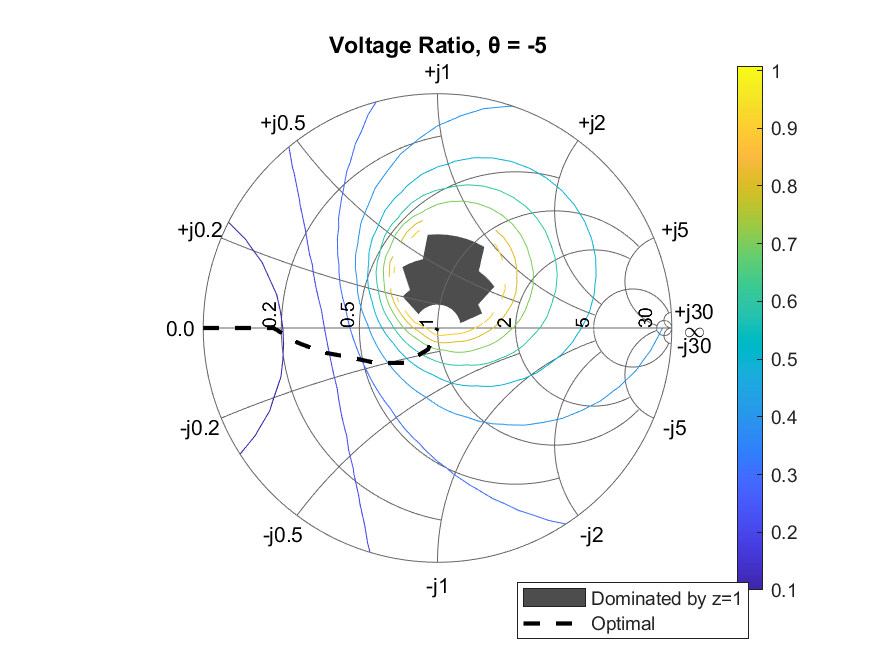 Voltage Ratio, θ = -5
+j1
+j0.5
+j2
+j0.2
+j5
0.0
0.2
0.5
1
2
5
30
+j30
∞
-j30
-j0.2
-j5
-j0.5
-j2
-j1
1
0.9
0.8
0.7
0.6
0.5
0.4
0.3
0.2
0.1
Dominated by z=1
Optimal